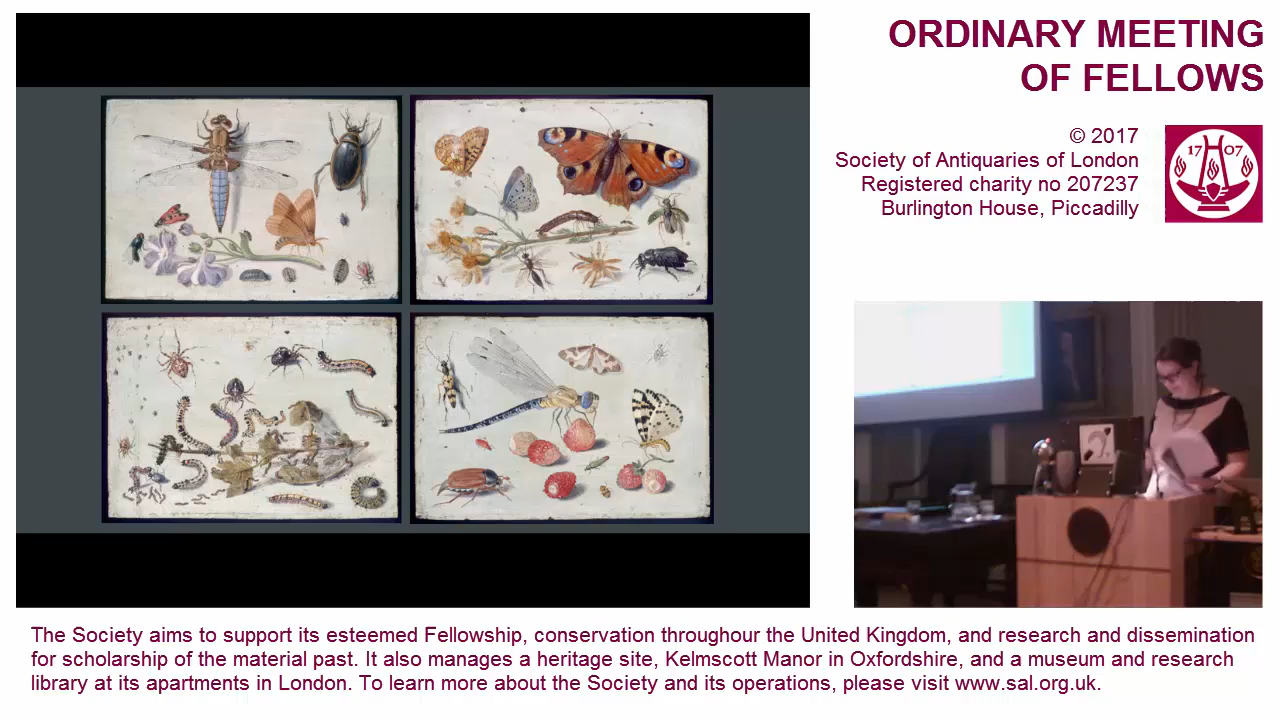 ORDINARY MEETING
OF FELLOWS
© 2017
Society of Antiquaries of London
Registered charity no 207237
Burlington House, Piccadilly
17 07
The Society aims to support its esteemed Fellowship, conservation throughour the United Kingdom, and research and dissemination
for scholarship of the material past. It also manages a heritage site, Kelmscott Manor in Oxfordshire, and a museum and research
library at its apartments in London. To learn more about the Society and its operations, please visit www.sal.org.uk.